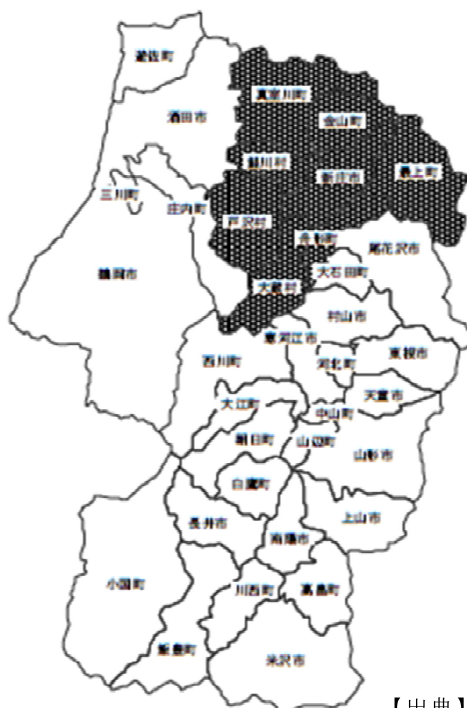 遊佐町
酒田市
真室川町
金山町
鮭川村
新庄市
最上町
三川町
庄内町
戸沢村
舟形町
尾花沢市
鶴岡市
大石田町
大蔵村
村山市
寒河江市
東根市
西川町
河北町
天童市
大江町
中山町
朝日町
山辺町
山形市
白鷹町
長井市
南陽市
上山市
小国町
川西町
高畠町
飯豊町
米沢市
【出典】